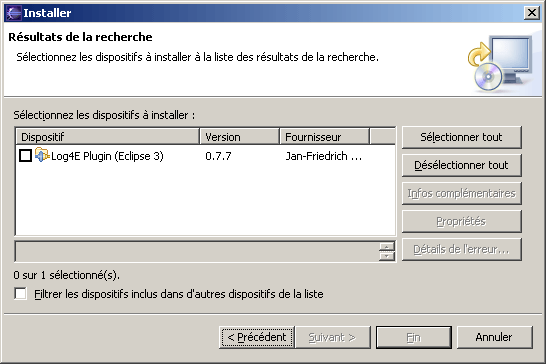 Installer
Résultats de la recherche
Sélectionnez les dispositifs à installer à la liste des résultats de la recherche.
Sélectionnez les dispositifs à installer :
Dispositif Version Fournisseur
Log4E Plugin (Eclipse 3) 0.7.7 Jan-Friedrich ...
Sélectionner tout
Désélectionner tout
Infos complémentaires
Propriétés
Détails de l'erreur...
0 sur 1 sélectionné(s).
Filtrer les dispositifs inclus dans d'autres dispositifs de la liste
< Précédent Suivant > Fin Annuler